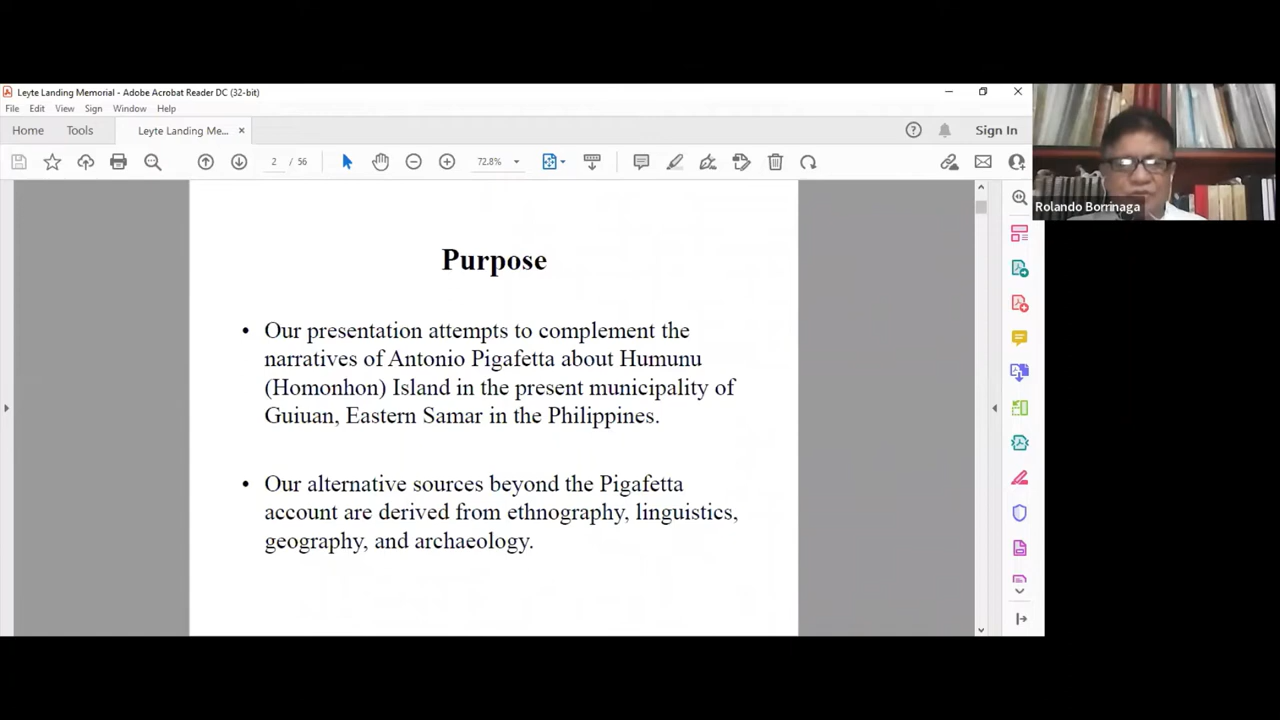 Leyte Landing Memorial - Adobe Acrobat Reader DC (32-bit)
File Edit View Sign Window Help
Home Tools Leyte Landing Me... Sign In
2 / 56 72.8%
Rolando Borrinaga
Purpose
• Our presentation attempts to complement the
narratives of Antonio Pigafetta about Humunu
(Homonhon) Island in the present municipality of
Guiuan, Eastern Samar in the Philippines.
• Our alternative sources beyond the Pigafetta
account are derived from ethnography, linguistics,
geography, and archaeology.